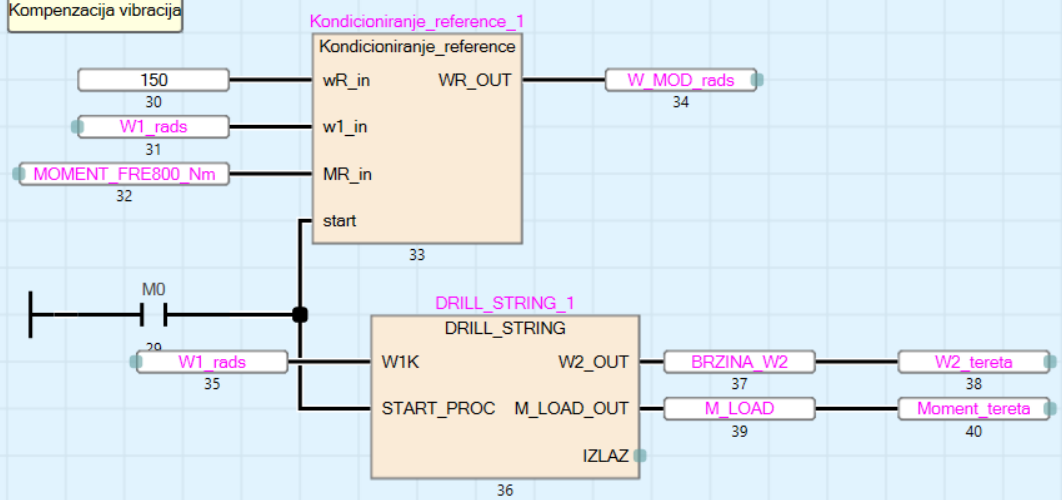 Kompenzacija vibracija
Kondicioniranje_reference_1
Kondicioniranje_reference
150
wR_in
WR_OUT
W_MOD_rads
30
34
W1_rads
w1_in
31
MOMENT_FRE800_Nm
MR_in
32
start
33
M0
29
DRILL_STRING_1
DRILL_STRING
W1_rads
W1K
W2_OUT
BRZINA_W2
W2_tereta
35
37
38
START_PROC
M_LOAD_OUT
M_LOAD
Moment_tereta
39
40
IZLAZ
36